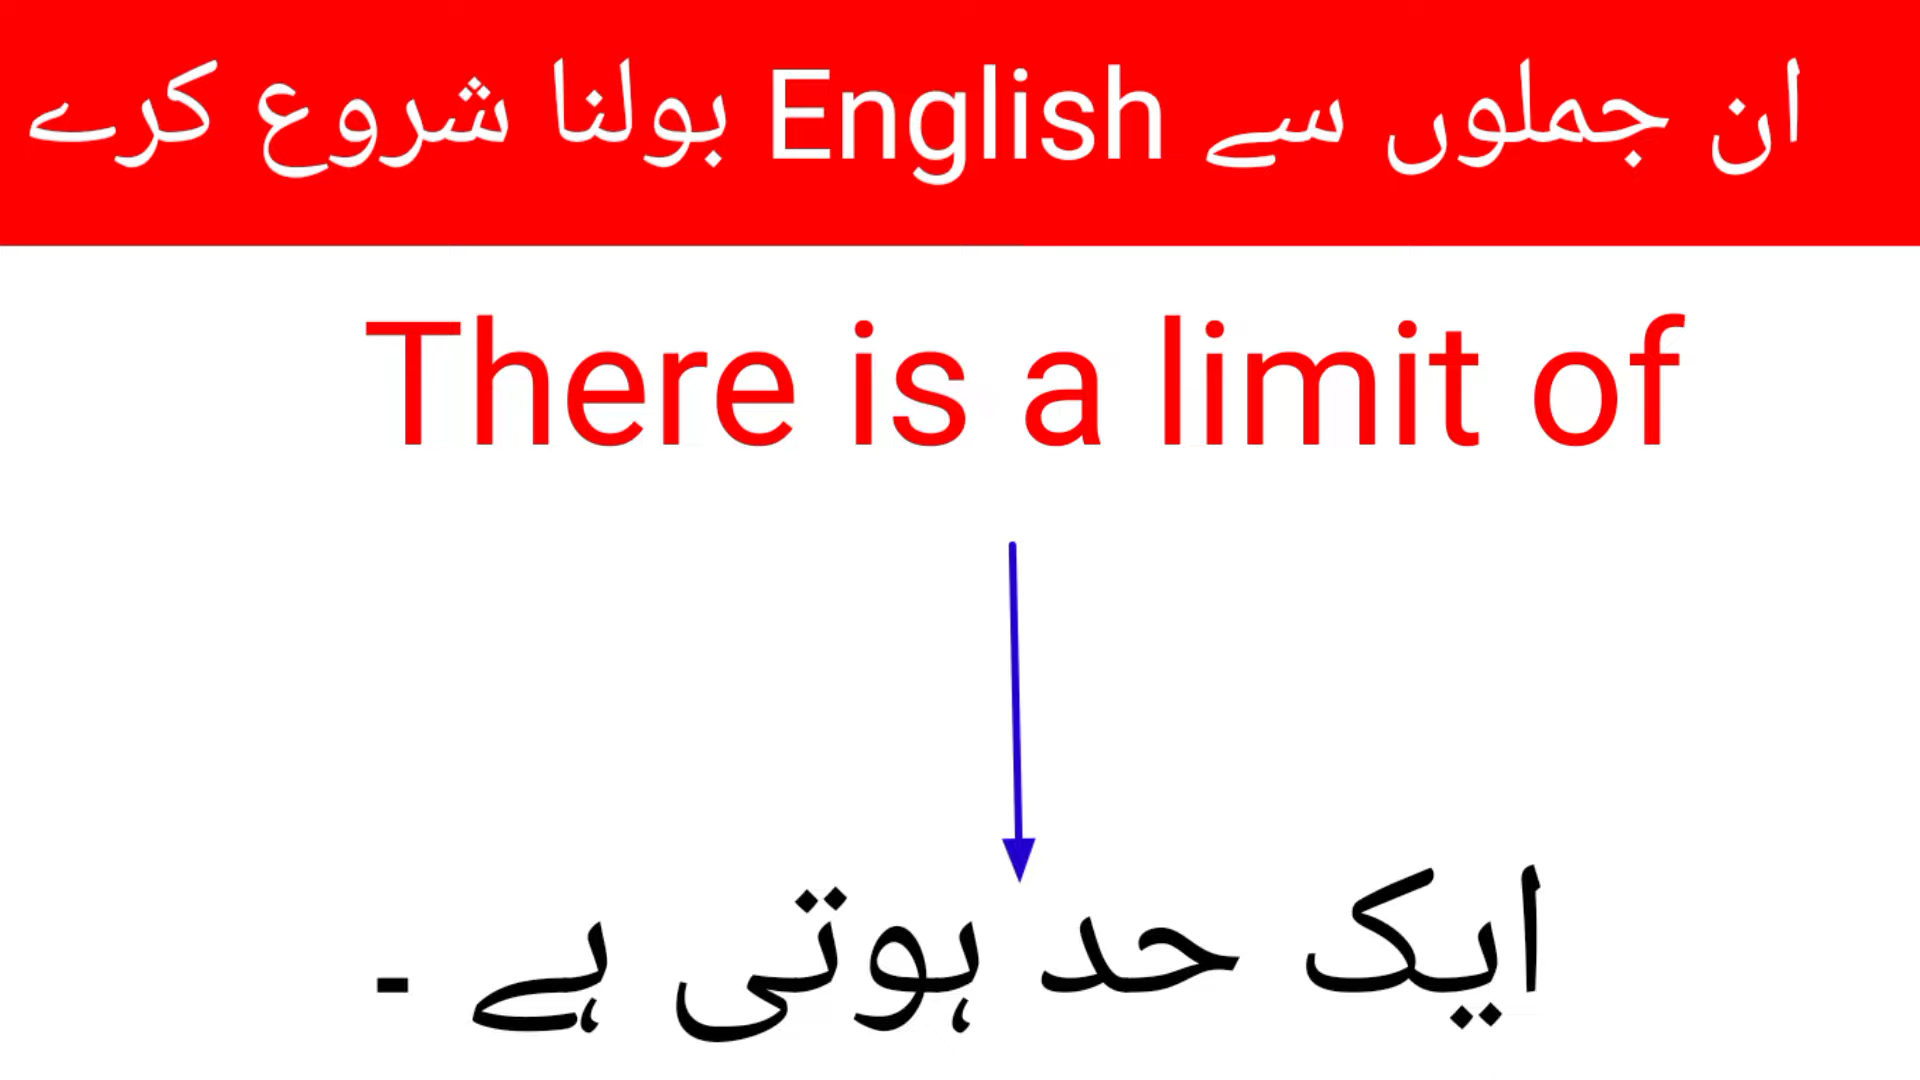 ان جملوں سے English بولنا شروع کرے
There is a limit of
ایک حد ہوتی ہے ۔